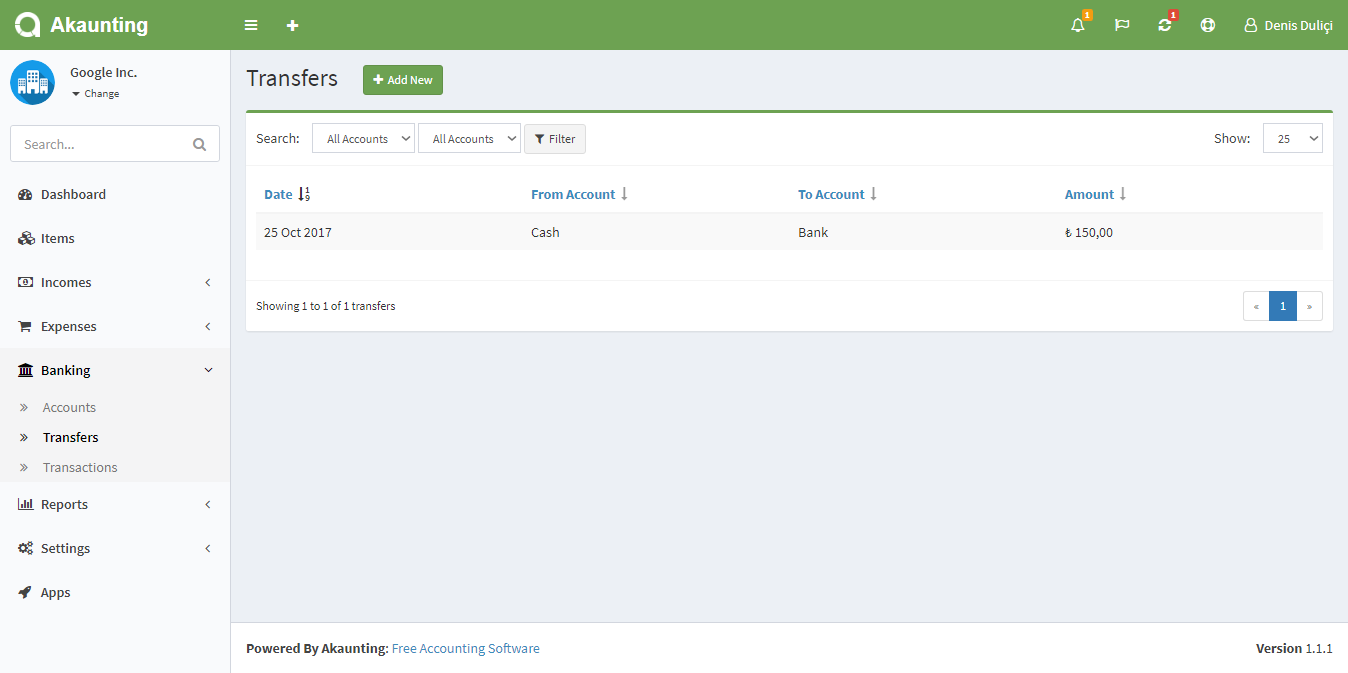 Akaunting
1
1
Denis Duliçi
Google Inc.
Change
Search...
Dashboard
Items
Incomes
Expenses
Banking
Accounts
Transfers
Transactions
Reports
Settings
Apps
Transfers
Add New
Search: All Accounts All Accounts Filter Show: 25
Date From Account To Account Amount
25 Oct 2017 Cash Bank ₺ 150,00
Showing 1 to 1 of 1 transfers
« 1 »
Powered By Akaunting: Free Accounting Software
Version 1.1.1